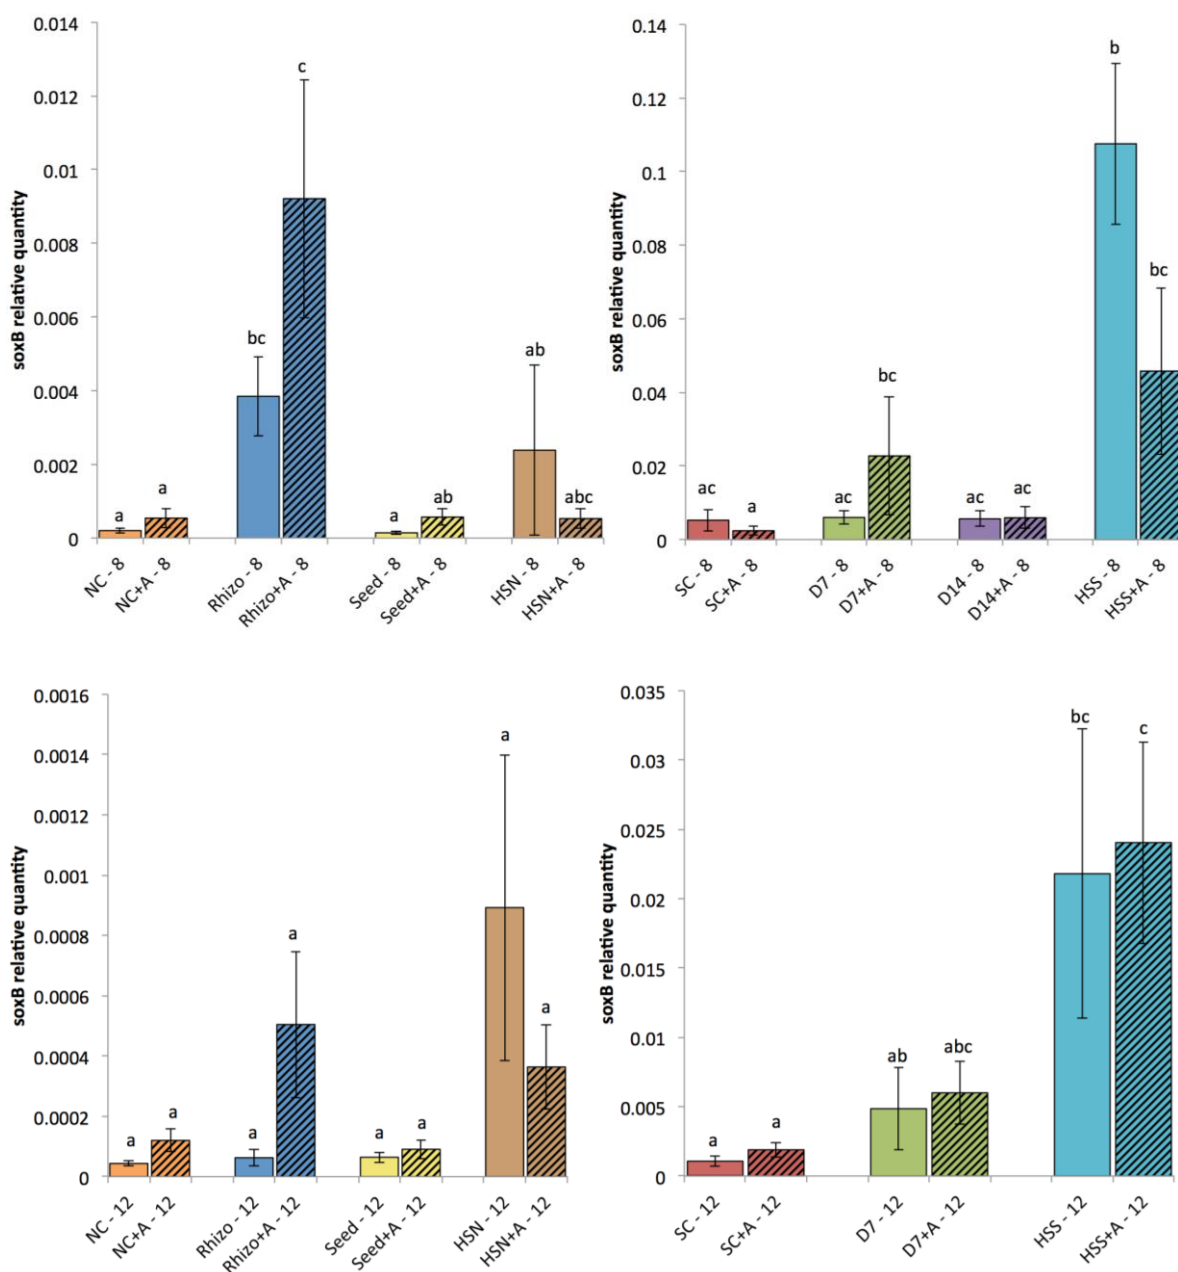 0.014
0.012
0.01
0.008
0.006
0.004
0.002
0
soxB relative quantity
a
a
bc
c
a
ab
ab
abc
NC - 8
NC+A - 8
Rhizo - 8
Rhizo+A - 8
Seed - 8
Seed+A - 8
HSN - 8
HSN+A - 8
0.14
0.12
0.1
0.08
0.06
0.04
0.02
0
soxB relative quantity
ac
a
ac
bc
ac
ac
b
bc
SC - 8
SC+A - 8
D7 - 8
D7+A - 8
D14 - 8
D14+A - 8
HSS - 8
HSS+A - 8
0.0016
0.0014
0.0012
0.001
0.0008
0.0006
0.0004
0.0002
0
soxB relative quantity
a
a
a
a
a
a
a
a
NC - 12
NC+A - 12
Rhizo - 12
Rhizo+A - 12
Seed - 12
Seed+A - 12
HSN - 12
HSN+A - 12
0.035
0.03
0.025
0.02
0.015
0.01
0.005
0
soxB relative quantity
a
a
ab
abc
bc
c
SC - 12
SC+A - 12
D7 - 12
D7+A - 12
HSS - 12
HSS+A - 12